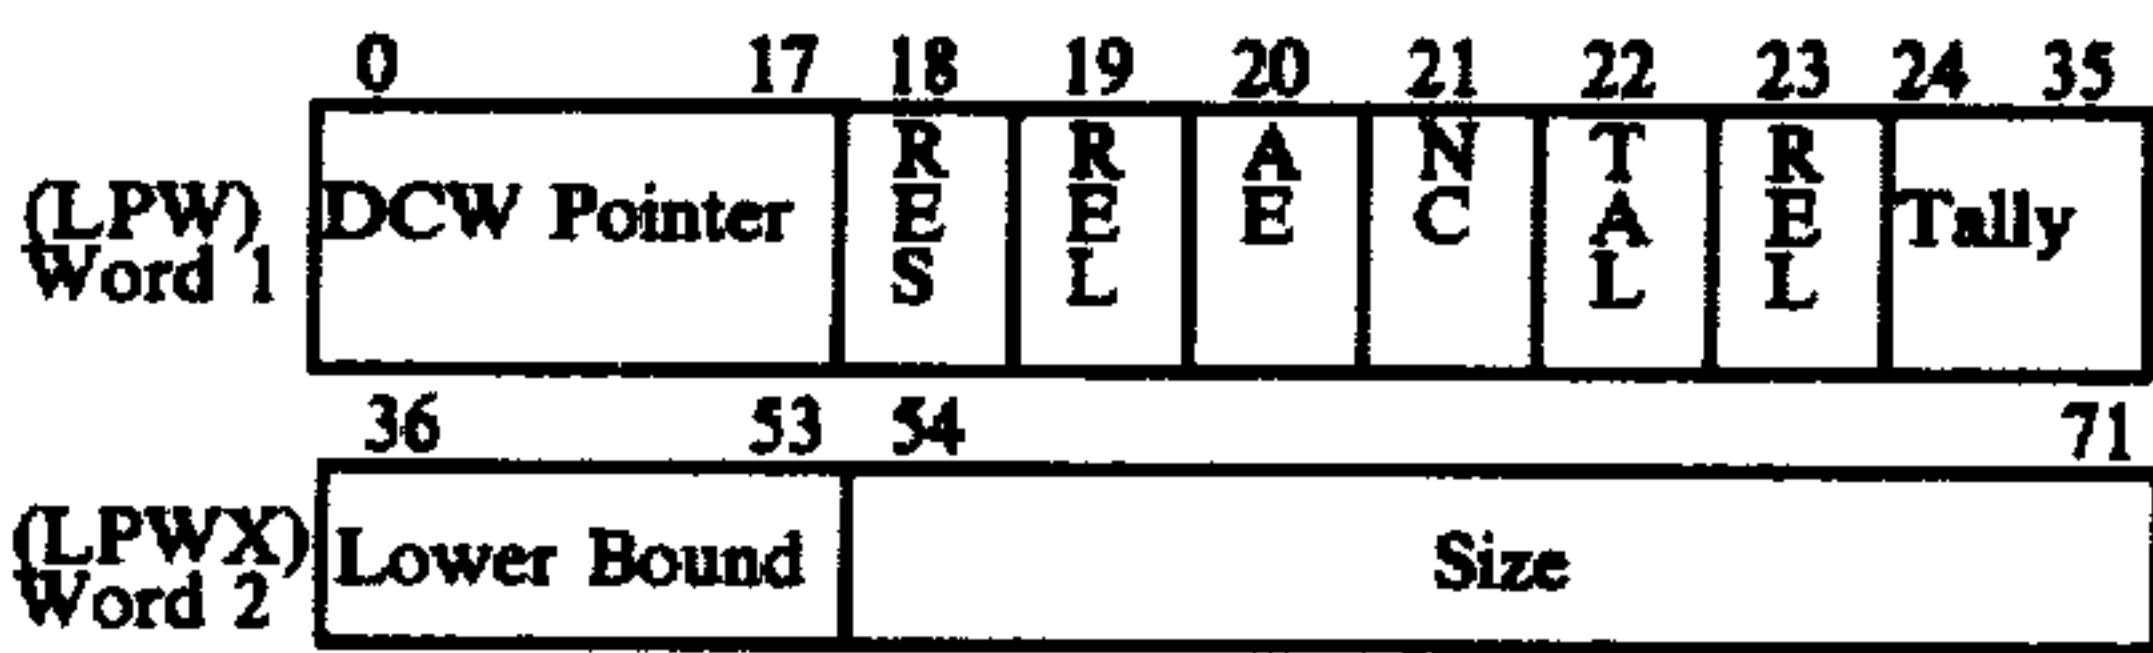 0 17 18 19 20 21 22 23 24 35
(LPW) Word 1
DCW Pointer
RES
REL
AE
NC
TAL
REL
Tally
36 53 54 71
(LPWX) Word 2
Lower Bound
Size